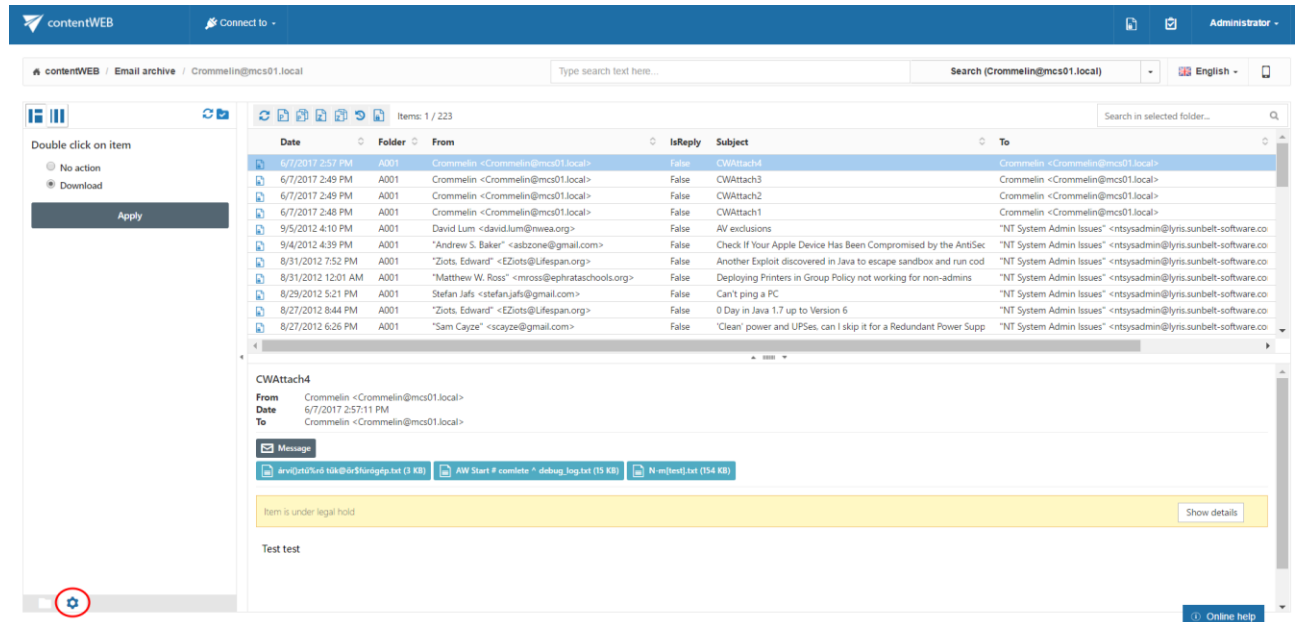 contentWEB Connect to Administrator
contentWEB / Email archive / Crommelin@mcs01.local Type search text here... Search (Crommelin@mcs01.local) English
Items: 1 / 223 Search in selected folder...
Double click on item
No action
Download
Apply
Date Folder From IsReply Subject To
6/7/2017 2:57 PM A001 Crommelin <Crommelin@mcs01.local> False CWAttach4 Crommelin <Crommelin@mcs01.local>
6/7/2017 2:49 PM A001 Crommelin <Crommelin@mcs01.local> False CWAttach3 Crommelin <Crommelin@mcs01.local>
6/7/2017 2:49 PM A001 Crommelin <Crommelin@mcs01.local> False CWAttach2 Crommelin <Crommelin@mcs01.local>
6/7/2017 2:48 PM A001 Crommelin <Crommelin@mcs01.local> False CWAttach1 Crommelin <Crommelin@mcs01.local>
9/5/2012 4:10 PM A001 David Lum <david.lum@nwea.org> False AV exclusions "NT System Admin Issues" <ntsysadmin@lyris.sunbelt-software.co
9/4/2012 4:39 PM A001 "Andrew S. Baker" <asbzone@gmail.com> False Check If Your Apple Device Has Been Compromised by the AntiSec "NT System Admin Issues" <ntsysadmin@lyris.sunbelt-software.co
8/31/2012 7:52 PM A001 "Ziots, Edward" <EZiots@Lifespan.org> False Another Exploit discovered in Java to escape sandbox and run cod "NT System Admin Issues" <ntsysadmin@lyris.sunbelt-software.co
8/31/2012 12:01 AM A001 "Matthew W. Ross" <mross@ephrataschools.org> False Deploying Printers in Group Policy not working for non-admins "NT System Admin Issues" <ntsysadmin@lyris.sunbelt-software.co
8/29/2012 5:21 PM A001 Stefan Jafs <stefan.jafs@gmail.com> False Can't ping a PC "NT System Admin Issues" <ntsysadmin@lyris.sunbelt-software.co
8/27/2012 8:44 PM A001 "Ziots, Edward" <EZiots@Lifespan.org> False 0 Day in Java 1.7 up to Version 6 "NT System Admin Issues" <ntsysadmin@lyris.sunbelt-software.co
8/27/2012 6:26 PM A001 "Sam Cayze" <scayze@gmail.com> False 'Clean' power and UPSes, can I skip it for a Redundant Power Supp "NT System Admin Issues" <ntsysadmin@lyris.sunbelt-software.co
CWAttach4
From Crommelin <Crommelin@mcs01.local>
Date 6/7/2017 2:57:11 PM
To Crommelin <Crommelin@mcs01.local>
Message
(3 KB) AW Start # comlete ^ debug_log.txt (15 KB) N-m[test].txt (154 KB)
Item is under legal hold Show details
Test test
Online help